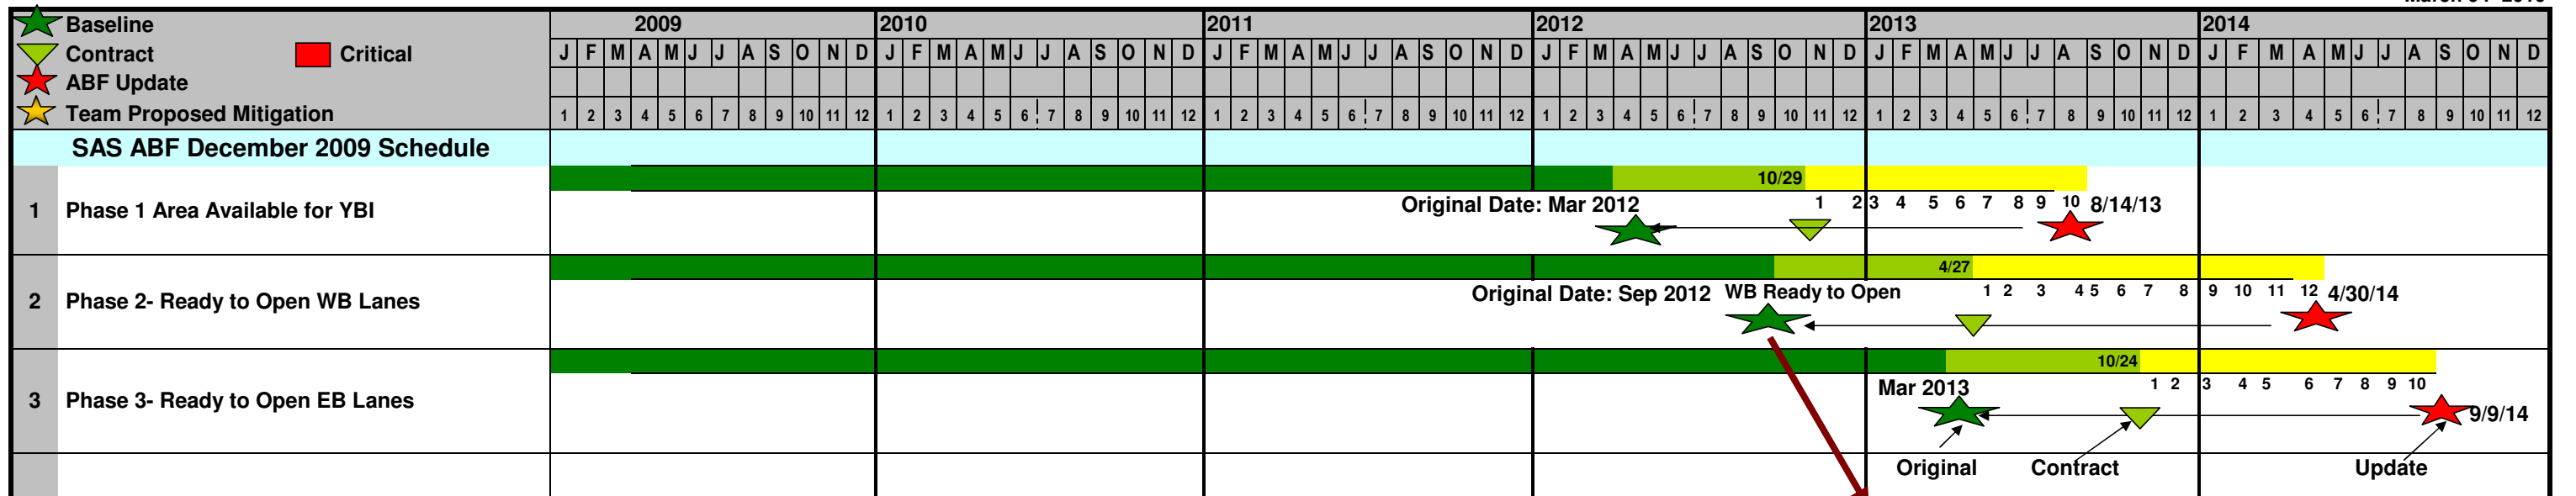 Baseline
Contract
Critical
ABF Update
Team Proposed Mitigation
2009 2010 2011 2012 2013 2014
J F M A M J J A S O N D J F M A M J J A S O N D J F M A M J J A S O N D J F M A M J J A S O N D J F M A M J J A S O N D J F M A M J J A S O N D
1 2 3 4 5 6 7 8 9 10 11 12 1 2 3 4 5 6 7 8 9 10 11 12 1 2 3 4 5 6 7 8 9 10 11 12 1 2 3 4 5 6 7 8 9 10 11 12 1 2 3 4 5 6 7 8 9 10 11 12 1 2 3 4 5 6 7 8 9 10 11 12
SAS ABF December 2009 Schedule
10/29
1 Phase 1 Area Available for YBI
Original Date: Mar 2012
1 2 3 4 5 6 7 8 9 10 8/14/13
4/27
2 Phase 2- Ready to Open WB Lanes
Original Date: Sep 2012 WB Ready to Open
1 2 3 4 5 6 7 8 9 10 11 12 4/30/14
10/24
3 Phase 3- Ready to Open EB Lanes
Mar 2013
1 2 3 4 5 6 7 8 9 10
9/9/14
Original Contract Update